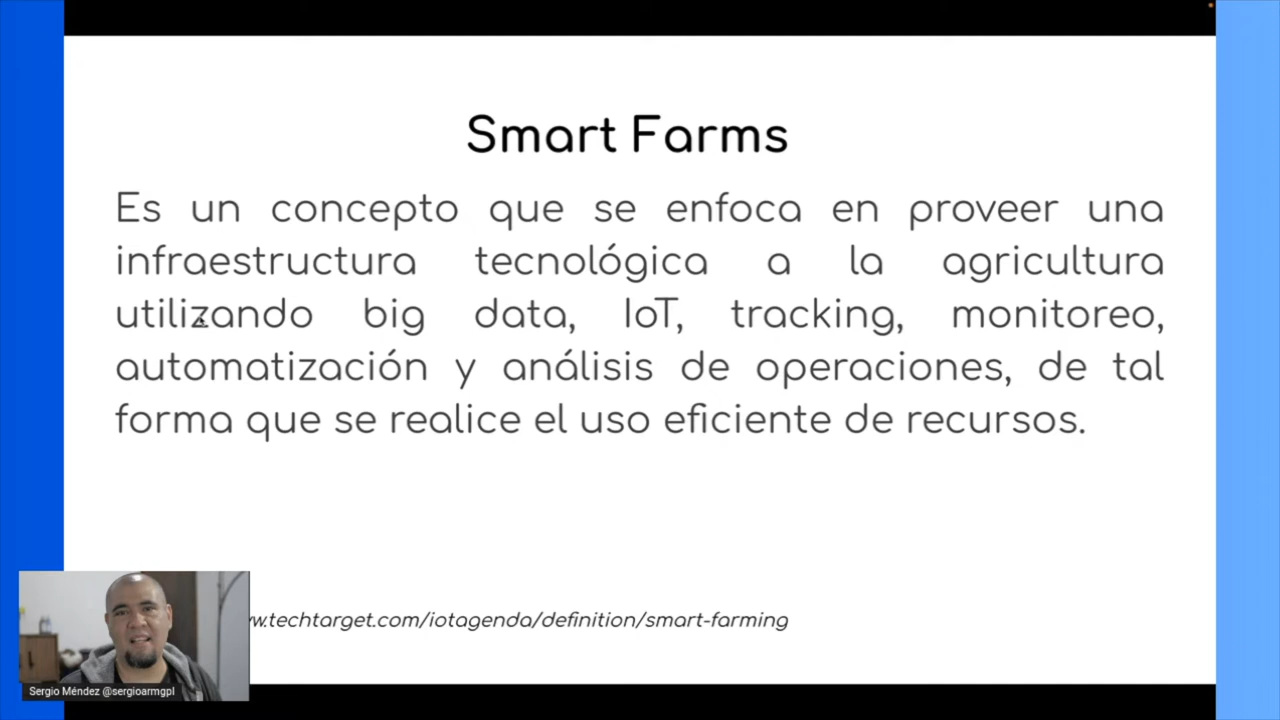 Smart Farms
Es un concepto que se enfoca en proveer una
infraestructura tecnológica a la agricultura
utilizando big data, IoT, tracking, monitoreo,
automatización y análisis de operaciones, de tal
forma que se realice el uso eficiente de recursos.
.techtarget.com/iotagenda/definition/smart-farming
Sergio Méndez @sergioarmgpl